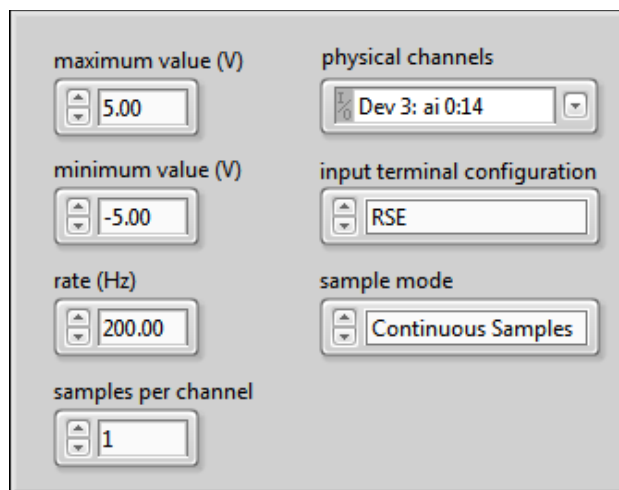 maximum value (V)
5.00
minimum value (V)
-5.00
rate (Hz)
200.00
samples per channel
1
physical channels
I/O Dev 3: ai 0:14
input terminal configuration
RSE
sample mode
Continuous Samples